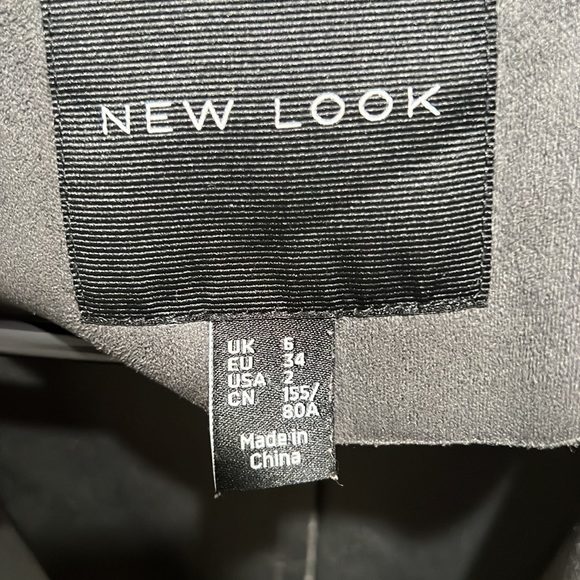 NEW LOOK
UK 6
EU 34
USA 2
CN 155/
80A
Made in
China